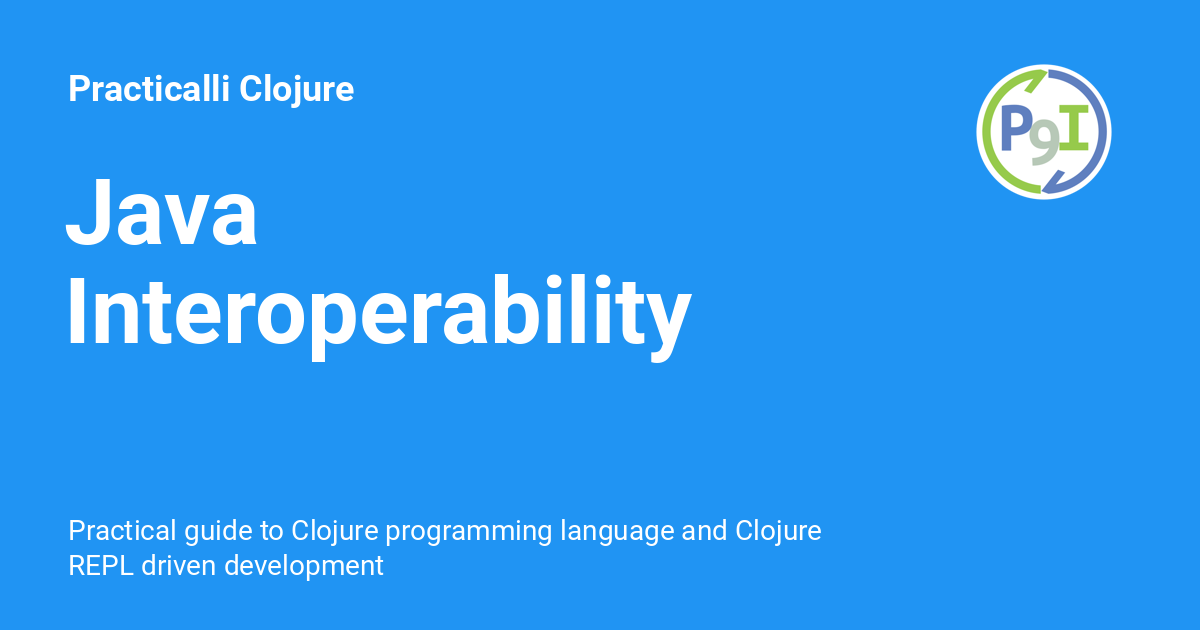 Practicalli Clojure
P9I
Java
Interoperability
Practical guide to Clojure programming language and Clojure
REPL driven development